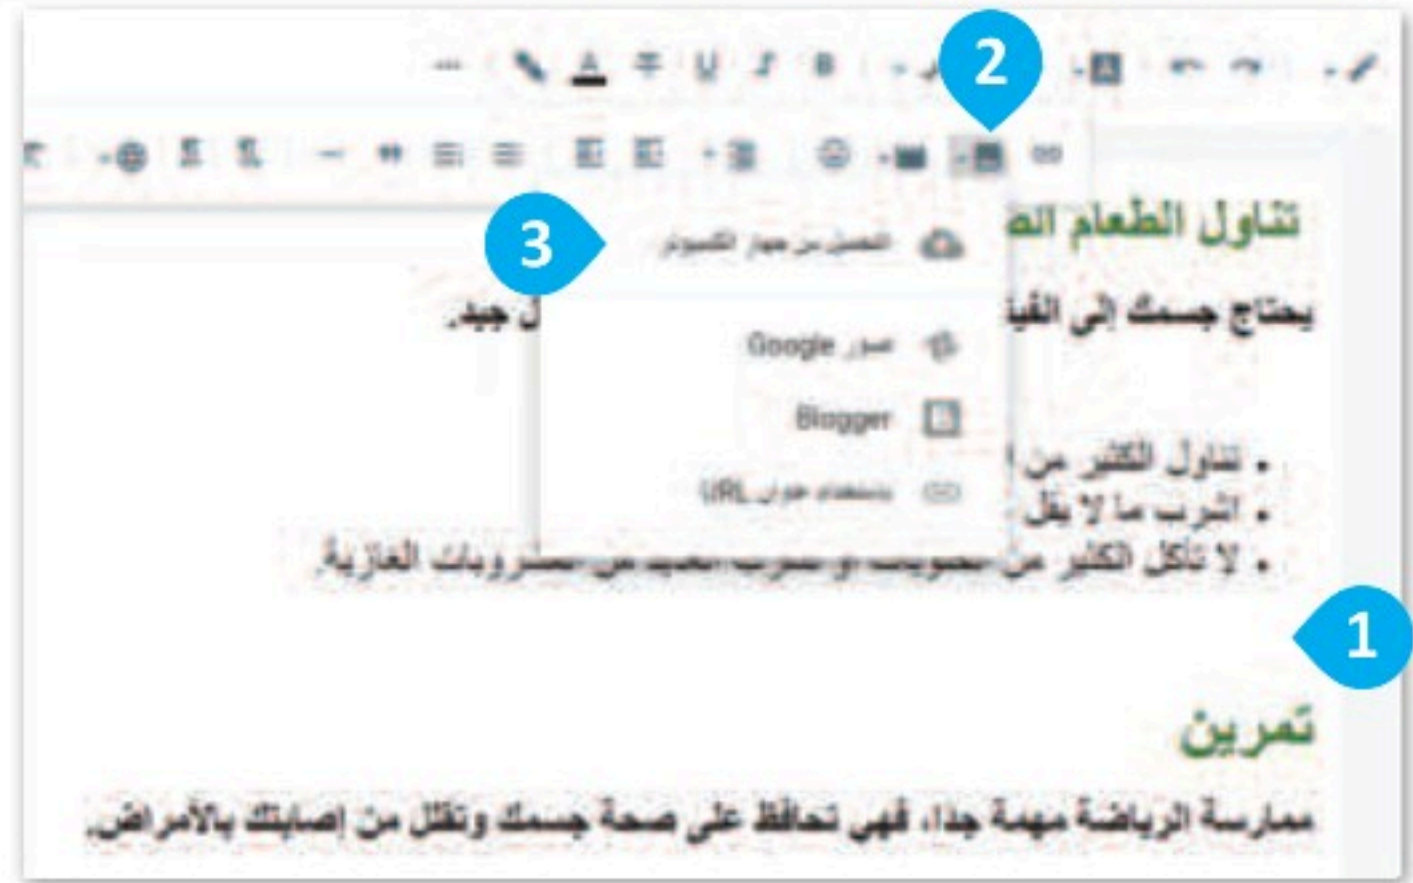 2
3
تناول الطعام الص
التحميل من جهاز الكمبيوتر
يحتاج جسمك إلى الفيتا
ل جيد.
صور Google
Blogger
باستخدام عنوان URL
• تناول الكثير من ا
• اشرب ما لا يقل
• لا تأكل الكثير من
المشروبات الغازية.
1
تمرين
ممارسة الرياضة مهمة جدا، فهي تحافظ على صحة جسمك وتقلل من إصابتك بالأمراض.